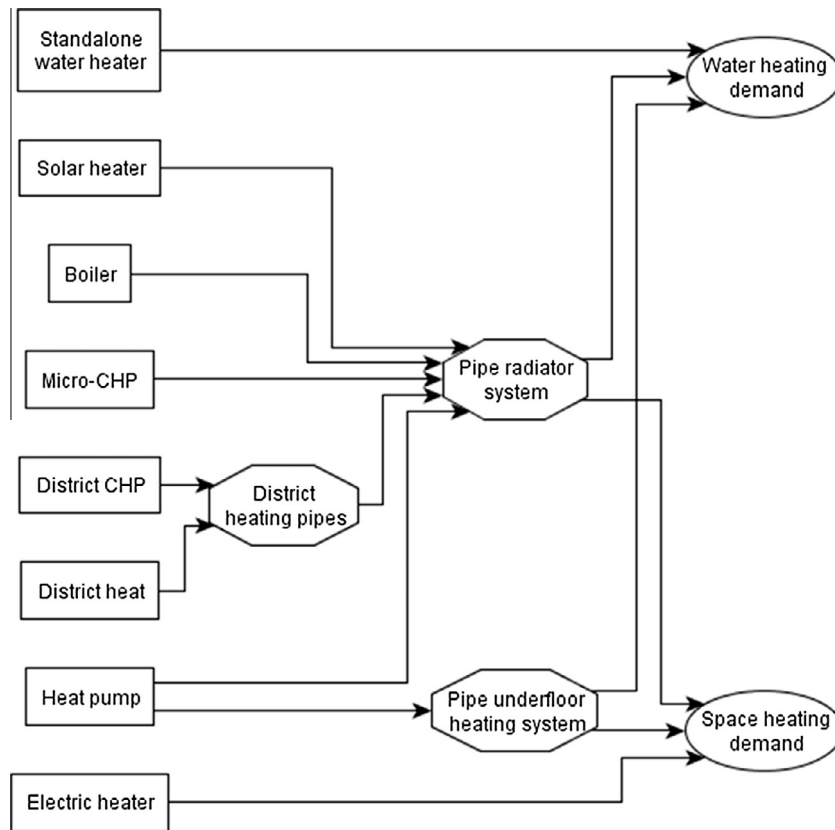 Standalone
water heater
Water heating
demand
Solar heater
Boiler
Pipe radiator
system
Micro-CHP
District CHP
District
heating pipes
District heat
Heat pump
Pipe underfloor
heating system
Space heating
demand
Electric heater